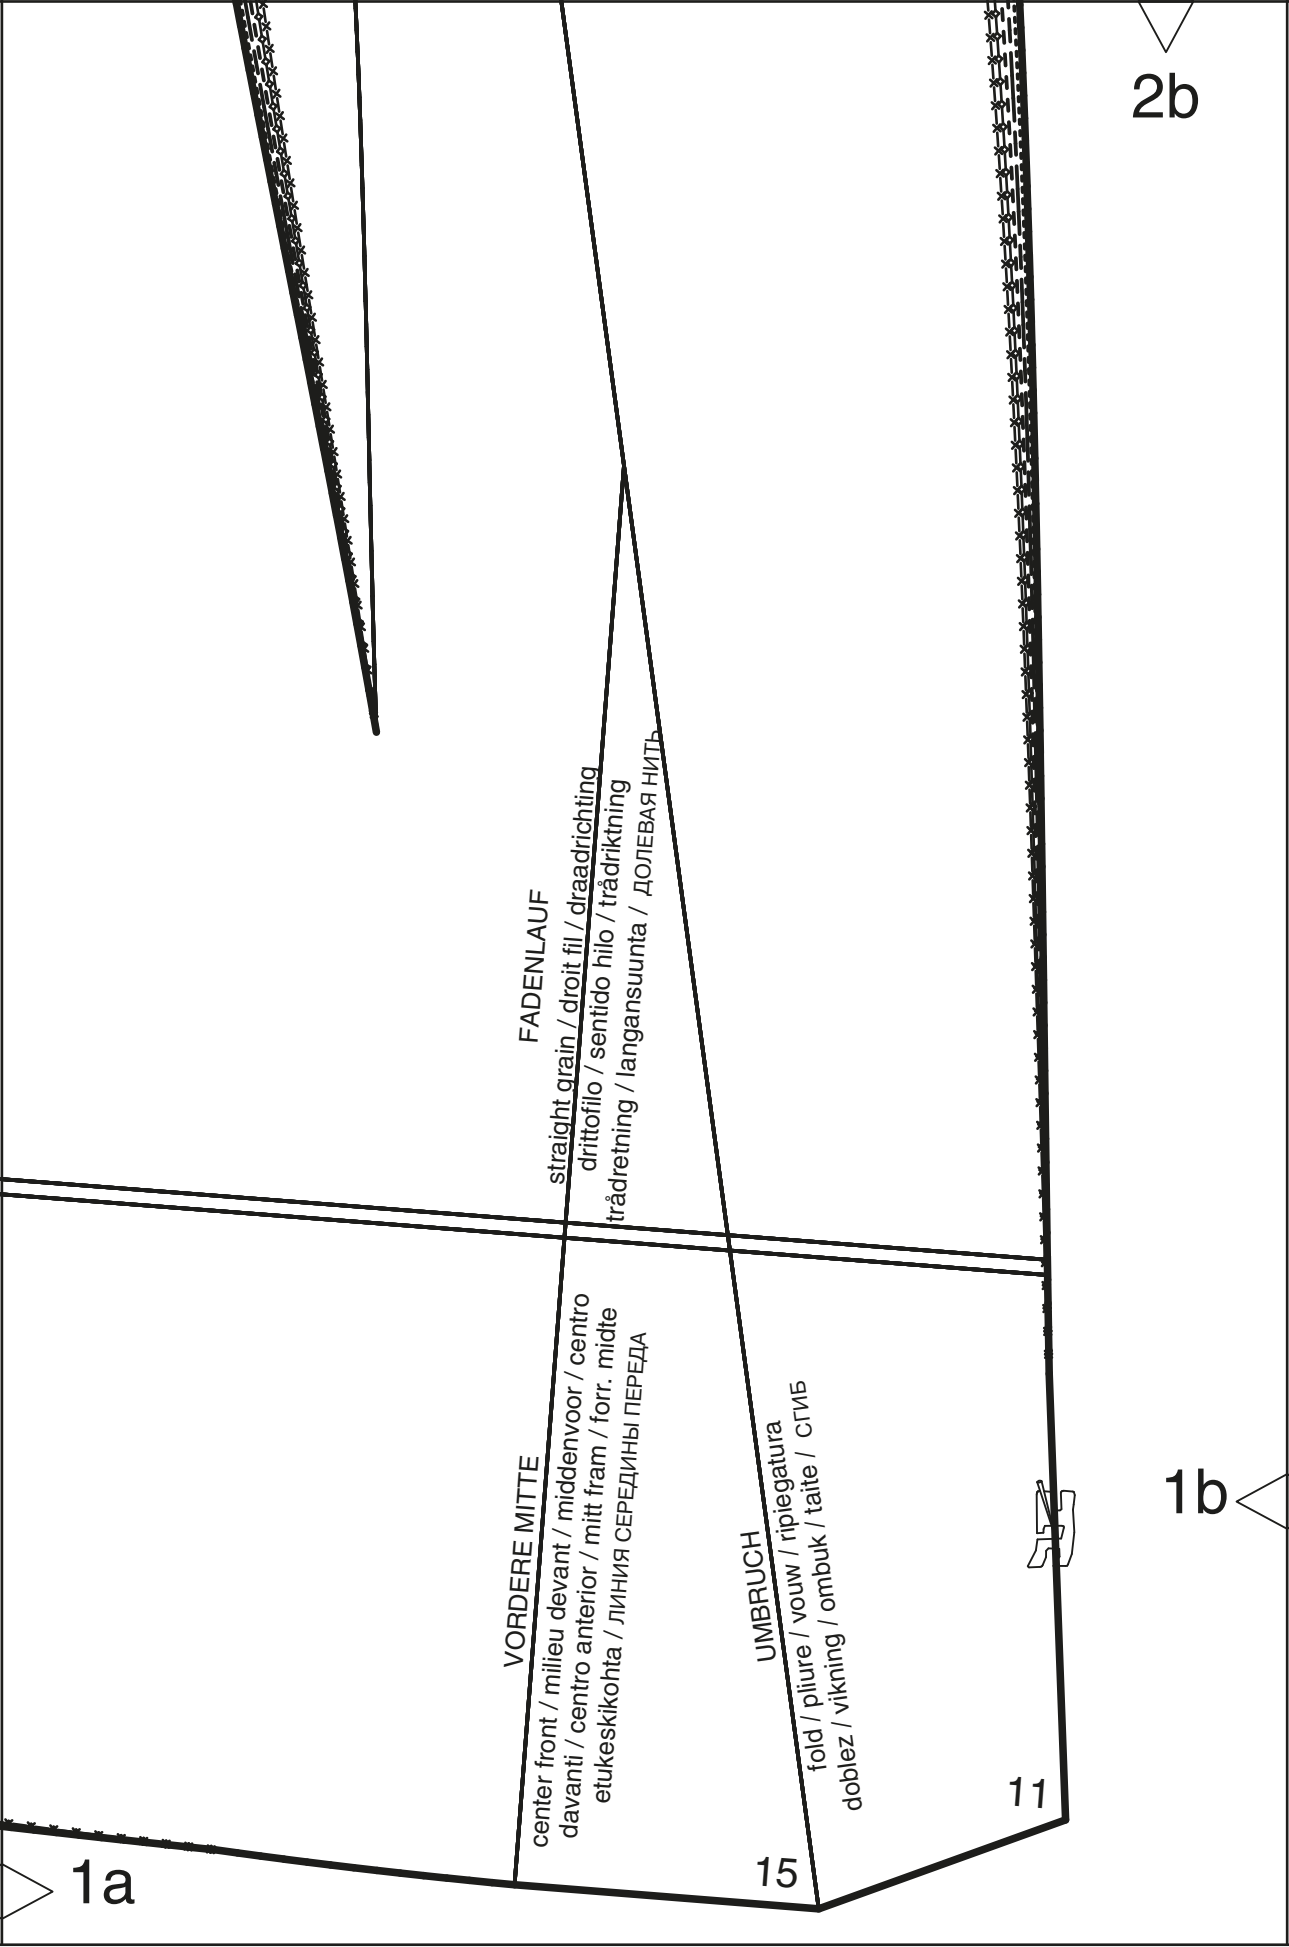 2b
FADENLAUF
straight grain / droit fil / draadrichting
drittofilo / sentido hilo / trådriktning
trådretning / langansuunta / ДОЛЕВАЯ НИТЬ
VORDERE MITTE
center front / milieu devant / middenvoor / centro
davanti / centro anterior / mitt fram / forr. midte
etukeskikohta / ЛИНИЯ СЕРЕДИНЫ ПЕРЕДА
UMBRUCH
fold / pliure / vouw / ripiegatura
doblez / vikning / ombuk / taite / СГИБ
1b
11
15
1a